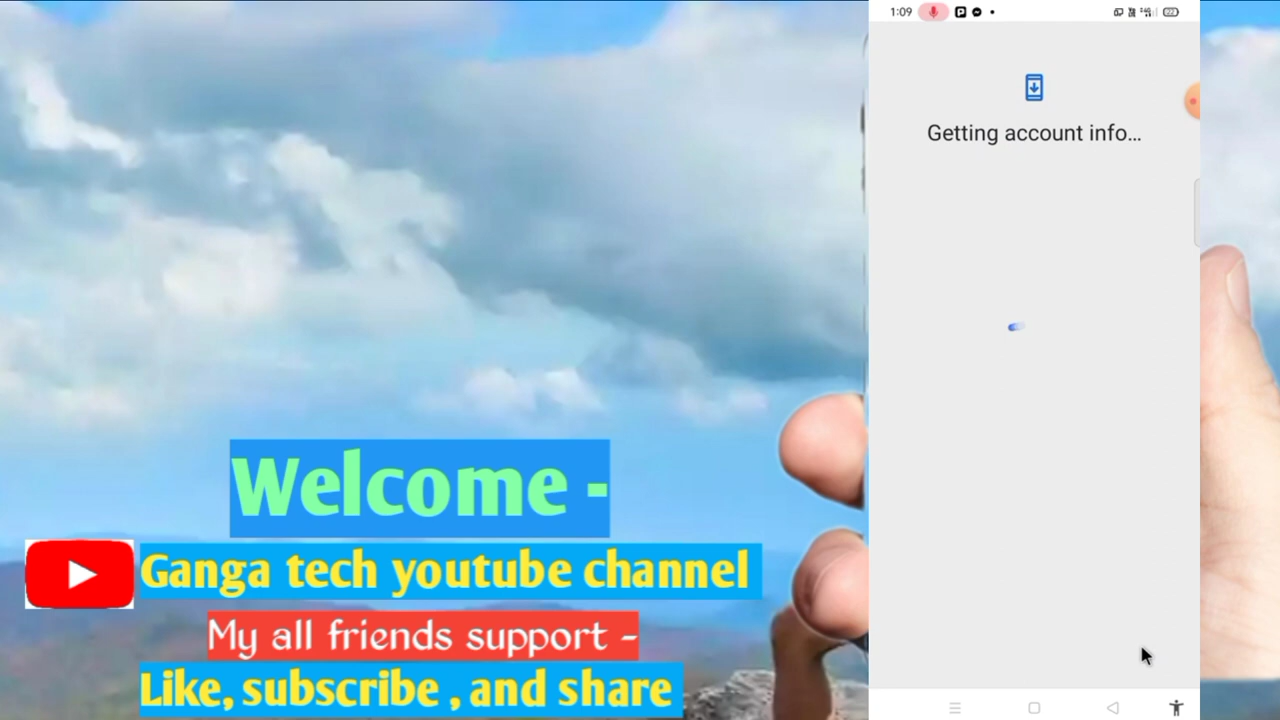 1:09
Getting account info...
Welcome -
Ganga tech youtube channel
My all friends support -
Like, subscribe , and share